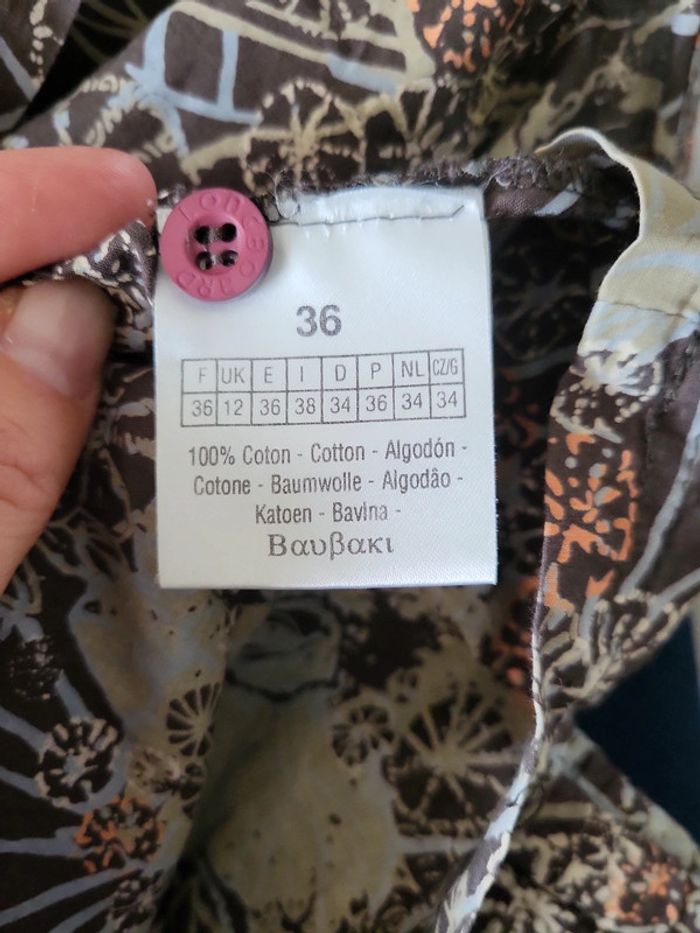 LONGBOARD
36
F UK E I D P NL CZ/G
36 12 36 38 34 36 34 34
100% Coton - Cotton - Algodón -
Cotone - Baumwolle - Algodâo -
Katoen - Bavina -
Βαυβακι